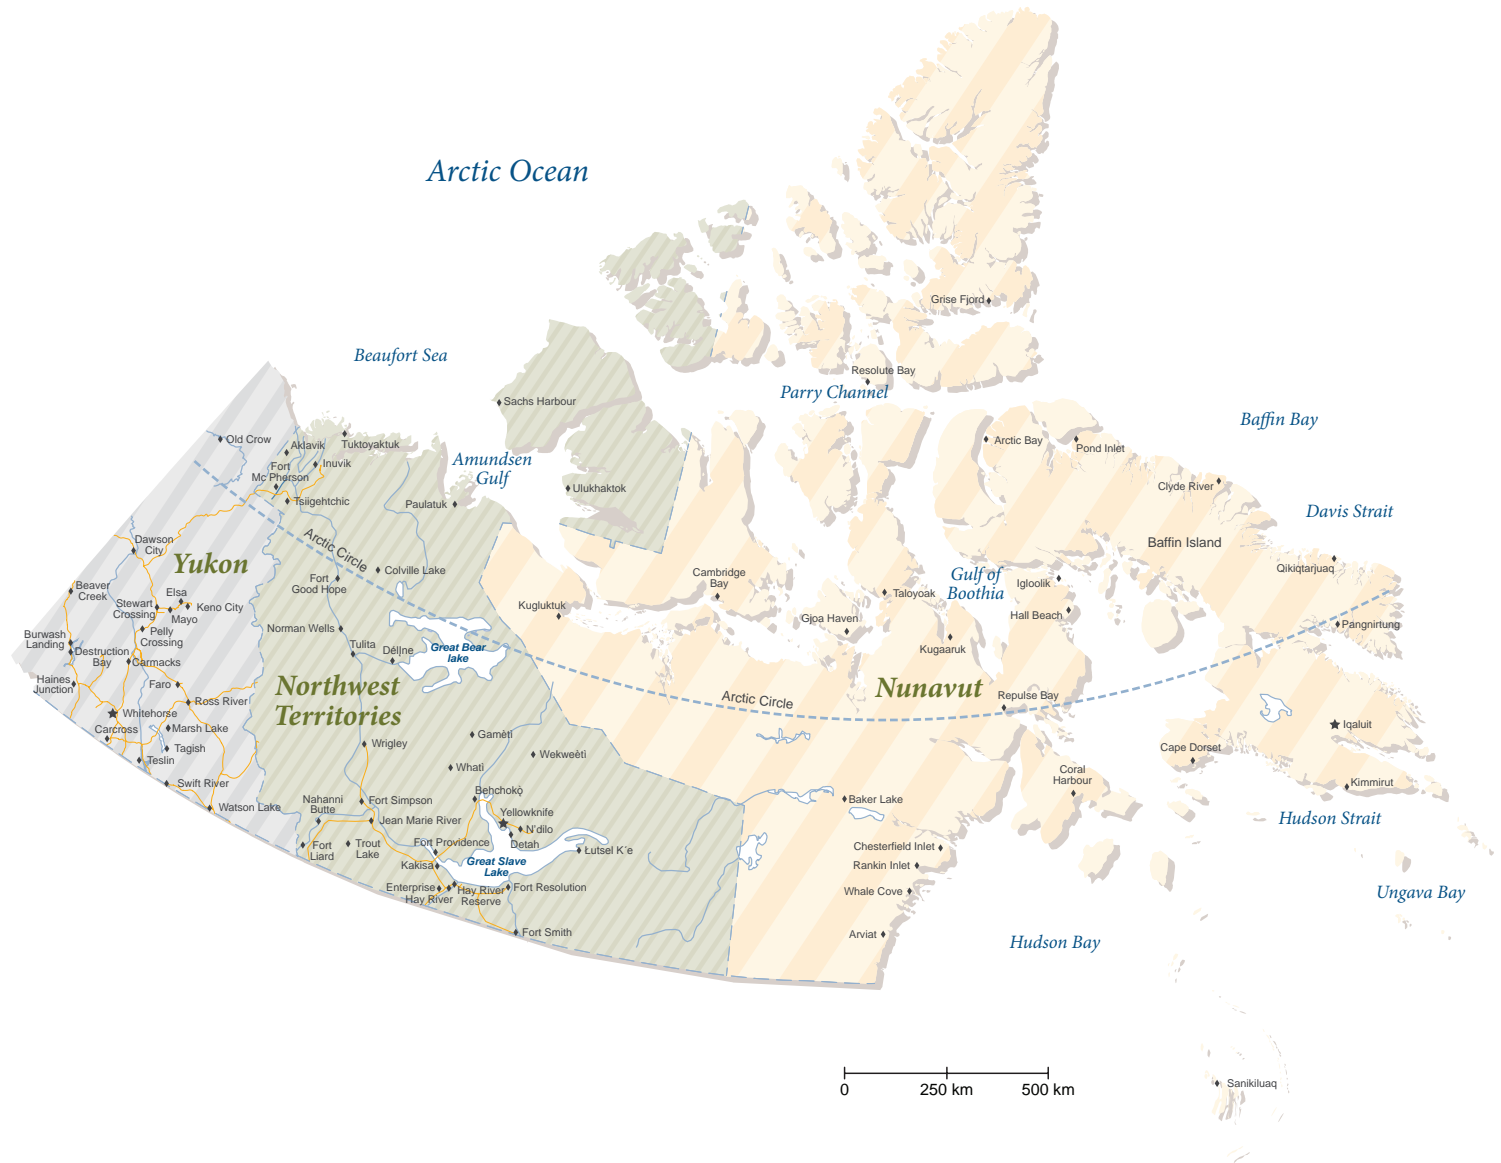 Arctic Ocean
Grise Fjord
Beaufort Sea
Resolute Bay
Parry Channel
Sachs Harbour
Baffin Bay
Old Crow
Aklavik
Tuktoyaktuk
Arctic Bay
Pond Inlet
Fort
Mc Pherson
Inuvik
Amundsen
Gulf
Ulukhaktok
Clyde River
Tsiigehtchic
Paulatuk
Davis Strait
Dawson
City
Yukon
Arctic Circle
Colville Lake
Baffin Island
Qikiqtarjuaq
Beaver
Creek
Elsa
Stewart
Crossing
Keno City
Mayo
Fort
Good Hope
Cambridge
Bay
Kugluktuk
Taloyoak
Gulf of
Boothia
Igloolik
Hall Beach
Gjoa Haven
Pangnirtung
Burwash
Landing
Pelly
Crossing
Norman Wells
Tulita
Délįne
Great Bear
lake
Kugaaruk
Destruction
Bay
Carmacks
Haines
Junction
Faro
Ross River
Northwest
Territories
Arctic Circle
Nunavut
Repulse Bay
Whitehorse
Carcross
Marsh Lake
Tagish
Teslin
Wrigley
Gamètì
Wekweètì
Whatì
Iqaluit
Cape Dorset
Swift River
Watson Lake
Nahanni
Butte
Fort Simpson
Behchokò
Coral
Harbour
Kimmirut
Baker Lake
Jean Marie River
Yellowknife
N'dilo
Detah
Hudson Strait
Fort
Liard
Trout
Lake
Fort Providence
Kakisa
Great Slave
Lake
Łutsel K'e
Chesterfield Inlet
Rankin Inlet
Enterprise
Hay River
Hay River
Reserve
Fort Resolution
Whale Cove
Ungava Bay
Fort Smith
Arviat
Hudson Bay
0
250 km
500 km
Sanikiluaq